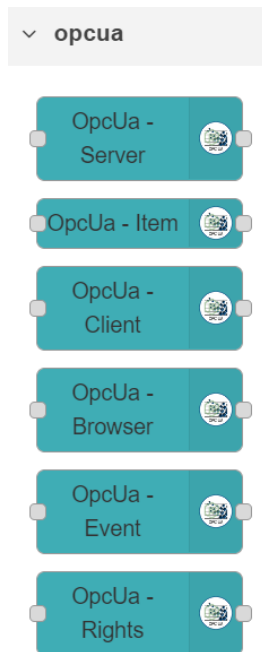 opcua
OpcUa -
Server
OpcUa - Item
OpcUa -
Client
OpcUa -
Browser
OpcUa -
Event
OpcUa -
Rights